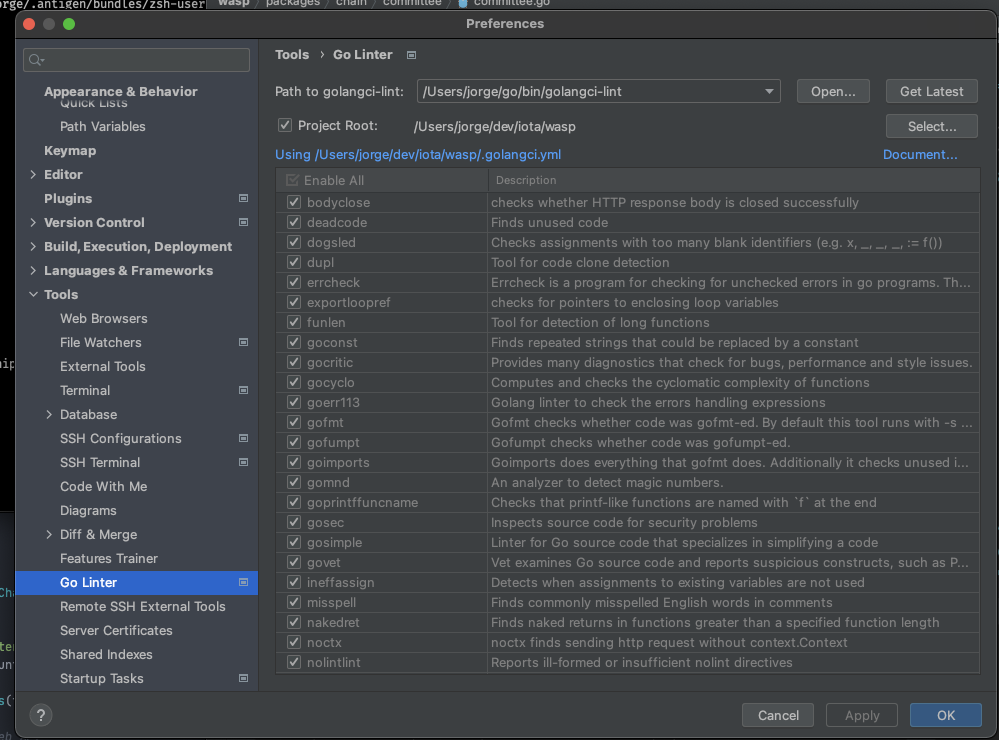 orge/.antigen/bundles/zsh-user
wasp packages chain committee committee.go
Preferences
Appearance & Behavior
Quick Lists
Path Variables
Keymap
Editor
Plugins
Version Control
Build, Execution, Deployment
Languages & Frameworks
Tools
Web Browsers
File Watchers
External Tools
Terminal
Database
SSH Configurations
SSH Terminal
Code With Me
Diagrams
Diff & Merge
Features Trainer
Go Linter
Remote SSH External Tools
Server Certificates
Shared Indexes
Startup Tasks
Tools › Go Linter
Path to golangci-lint: /Users/jorge/go/bin/golangci-lint Open... Get Latest
Project Root: /Users/jorge/dev/iota/wasp Select...
Using /Users/jorge/dev/iota/wasp/.golangci.yml Document...
Enable All Description
bodyclose checks whether HTTP response body is closed successfully
deadcode Finds unused code
dogsled Checks assignments with too many blank identifiers (e.g. x, _, _, _, := f())
dupl Tool for code clone detection
errcheck Errcheck is a program for checking for unchecked errors in go programs. Th...
exportloopref checks for pointers to enclosing loop variables
funlen Tool for detection of long functions
goconst Finds repeated strings that could be replaced by a constant
gocritic Provides many diagnostics that check for bugs, performance and style issues.
gocyclo Computes and checks the cyclomatic complexity of functions
goerr113 Golang linter to check the errors handling expressions
gofmt Gofmt checks whether code was gofmt-ed. By default this tool runs with -s ...
gofumpt Gofumpt checks whether code was gofumpt-ed.
goimports Goimports does everything that gofmt does. Additionally it checks unused i...
gomnd An analyzer to detect magic numbers.
goprintffuncname Checks that printf-like functions are named with `f` at the end
gosec Inspects source code for security problems
gosimple Linter for Go source code that specializes in simplifying a code
govet Vet examines Go source code and reports suspicious constructs, such as P...
ineffassign Detects when assignments to existing variables are not used
misspell Finds commonly misspelled English words in comments
nakedret Finds naked returns in functions greater than a specified function length
noctx noctx finds sending http request without context.Context
nolintlint Reports ill-formed or insufficient nolint directives
? Cancel Apply OK